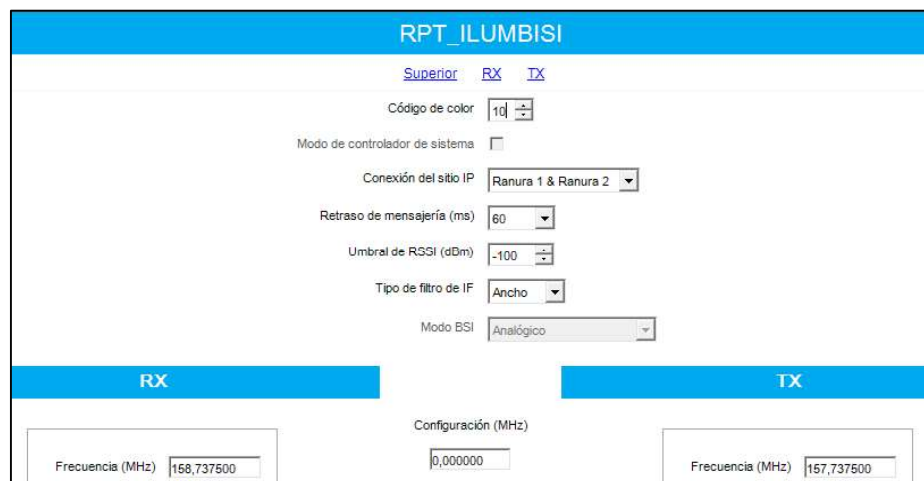 RPT_ILUMBISI
Superior RX TX
Código de color 10
Modo de controlador de sistema
Conexión del sitio IP Ranura 1 & Ranura 2
Retraso de mensajería (ms) 60
Umbral de RSSI (dBm) -100
Tipo de filtro de IF Ancho
Modo BSI Analógico
RX TX
Configuración (MHz)
Frecuencia (MHz) 158,737500 0,000000 Frecuencia (MHz) 157,737500